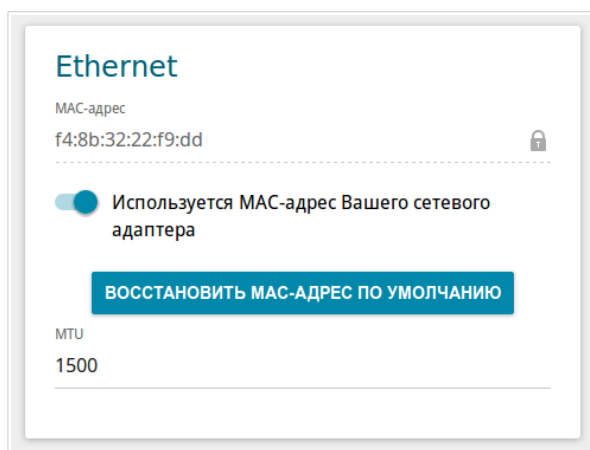 Ethernet
MAC-адрес
f4:8b:32:22:f9:dd
Используется MAC-адрес Вашего сетевого
адаптера
ВОССТАНОВИТЬ MAC-АДРЕС ПО УМОЛЧАНИЮ
MTU
1500